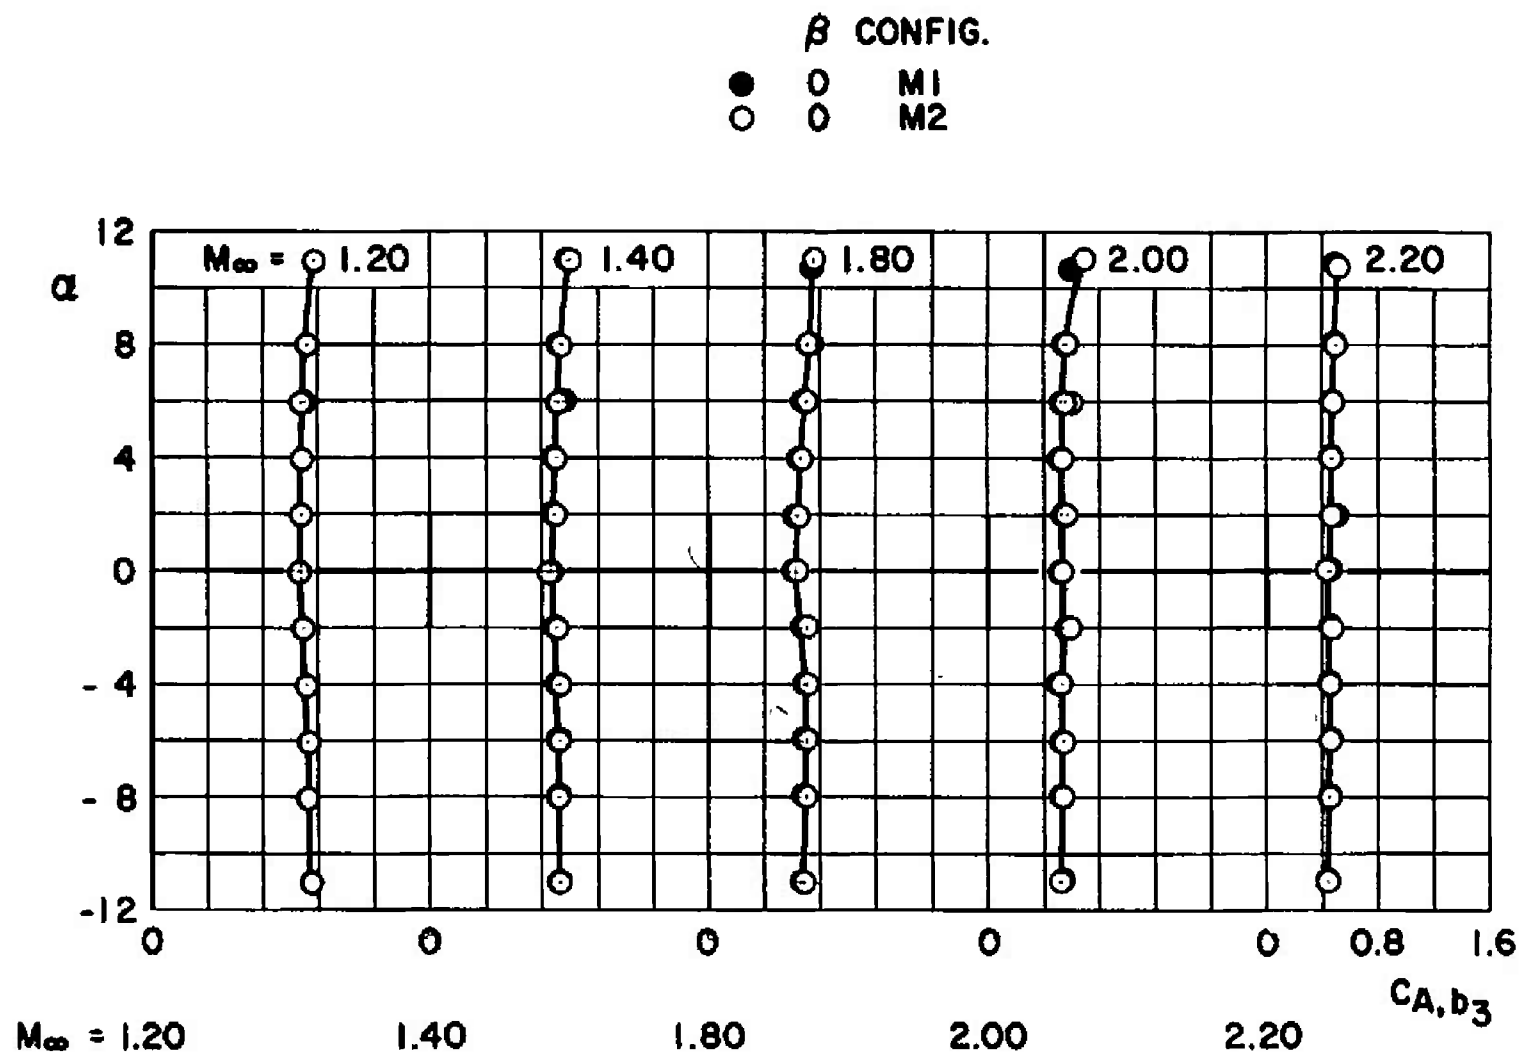 β CONFIG.
● 0 M1
○ 0 M2
12
M∞ = 1.20 1.40 1.80 2.00 2.20
α
8
4
0
- 4
- 8
-12
0 0 0 0 0 0.8 1.6
CA,b3
M∞ = 1.20 1.40 1.80 2.00 2.20